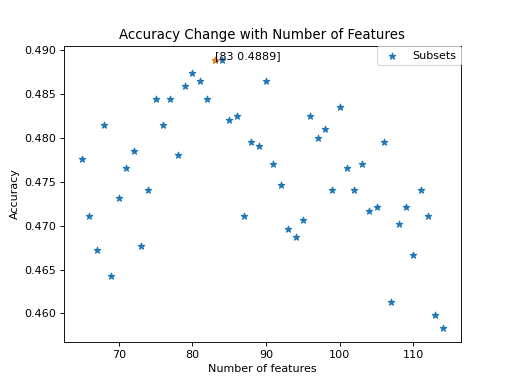 Accuracy Change with Number of Features
[83 0.4889]
Subsets
0.490
0.485
0.480
0.475
0.470
0.465
0.460
Accuracy
70 80 90 100 110
Number of features